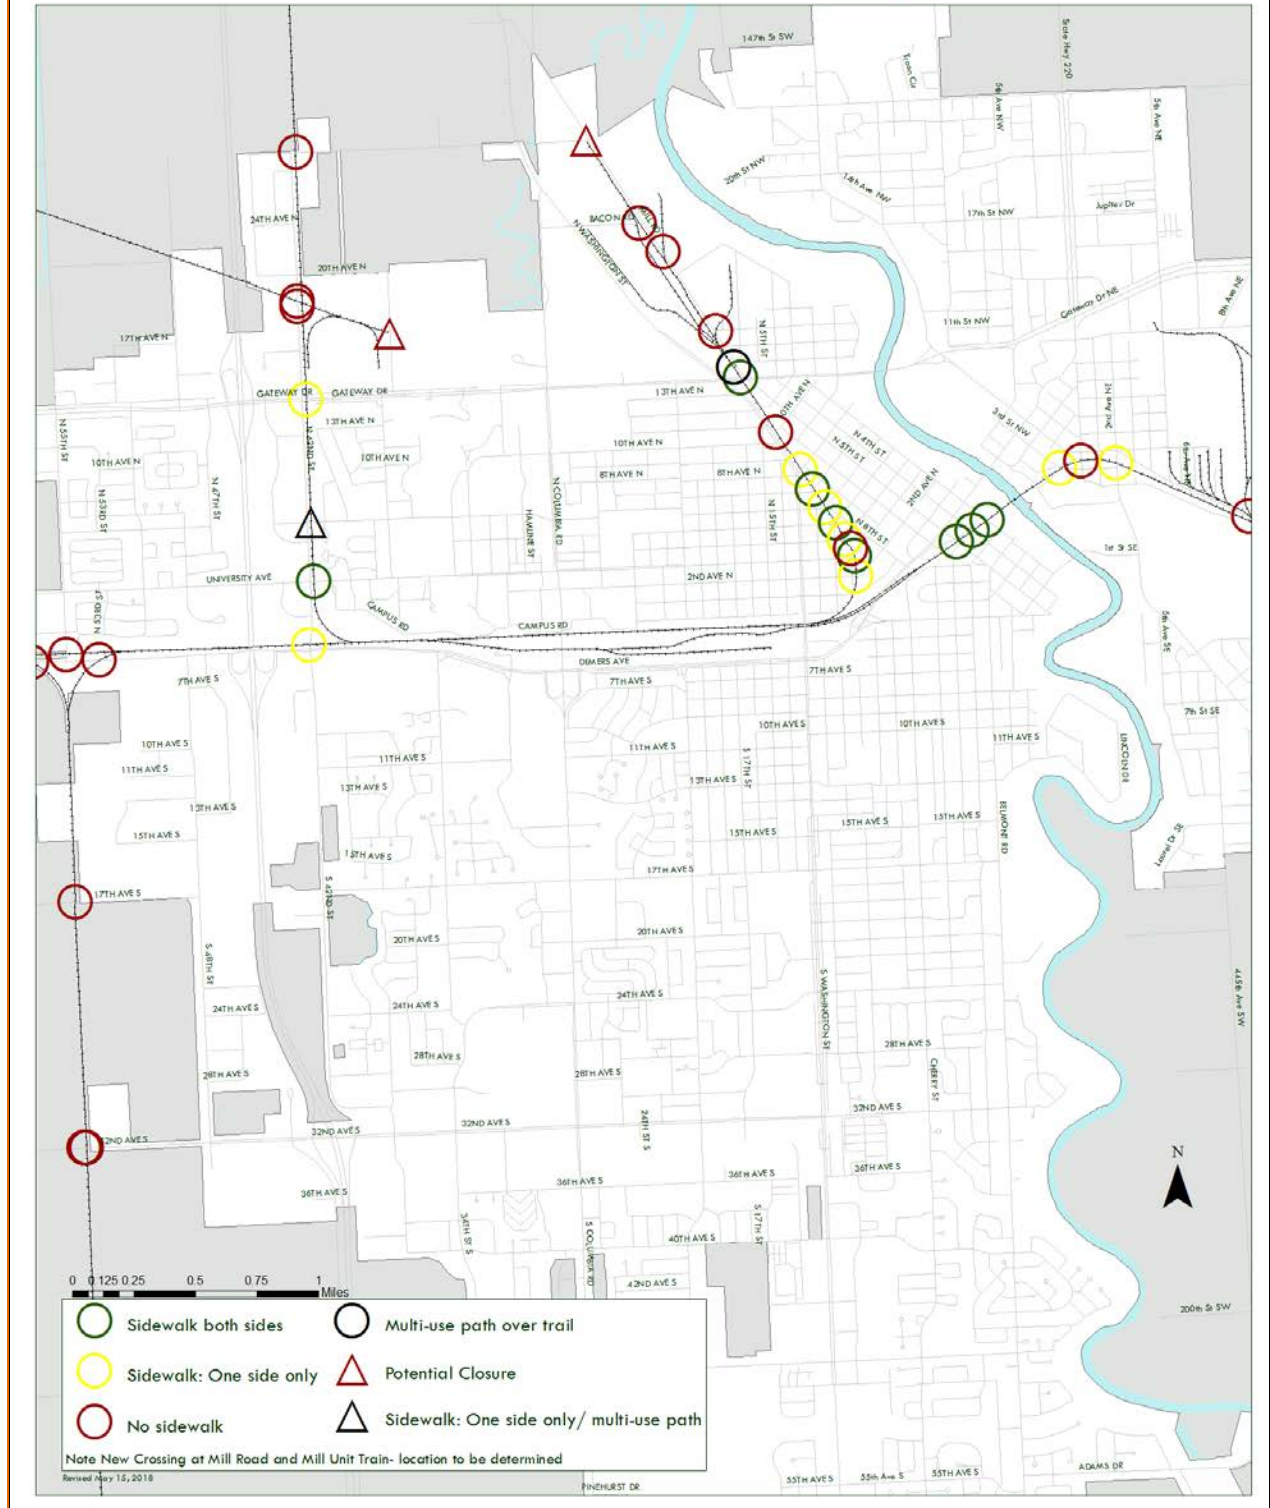 147th St SW
State Hwy 220
Troon Cir
5th Ave NW
5th Ave NE
20th St NW
14th Ave NW
17th St NW
Jupiter Dr
24TH AVE N
BACON RD
MILL RD
N WASHINGTON ST
20TH AVE N
Gateway Dr NE
8th Ave NE
11th St NW
17TH AVE N
N 5TH ST
GATEWAY DR
GATEWAY DR
13TH AVE N
10TH AVE N
3rd St NW
2nd Ave NE
N 55TH ST
13TH AVE N
N 42ND ST
N 4TH ST
N 5TH ST
10TH AVE N
10TH AVE N
10TH AVE N
8TH AVE N
8TH AVE N
2ND AVE N
N 53RD ST
N 47TH ST
N COLUMBIA RD
HAMLINE ST
N 15TH ST
N 8TH ST
1st St SE
UNIVERSITY AVE
2ND AVE N
CAMPUS RD
CAMPUS RD
5th Ave SE
DEMERS AVE
7TH AVE S
7TH AVE S
7TH AVE S
7th St SE
10TH AVE S
10TH AVE S
10TH AVE S
11TH AVE S
11TH AVE S
11TH AVE S
11TH AVE S
LINCOLN DR
13TH AVE S
13TH AVE S
S 17TH ST
13TH AVE S
15TH AVE S
15TH AVE S
15TH AVE S
15TH AVE S
15TH AVE S
BELMONT RD
Laurel Dr SE
17TH AVE S
17TH AVE S
S 42ND ST
20TH AVE S
20TH AVE S
S 48TH ST
S WASHINGTON ST
445th Ave SW
24TH AVE S
24TH AVE S
24TH AVE S
28TH AVE S
28TH AVE S
28TH AVE S
28TH AVE S
CHERRY ST
32ND AVE S
32ND AVE S
32ND AVE S
24TH ST S
N
36TH AVE S
36TH AVE S
36TH AVE S
36TH AVE S
34TH ST S
S COLUMBIA RD
S 17TH ST
40TH AVE S
42ND AVE S
200th St SW
0 0.125 0.25 0.5 0.75 1
Miles
Sidewalk both sides
Multi-use path over trail
Sidewalk: One side only
Potential Closure
No sidewalk
Sidewalk: One side only/ multi-use path
Note New Crossing at Mill Road and Mill Unit Train- location to be determined
Revised May 15, 2018
PINEHURST DR
55TH AVE S
55th Ave S
55TH AVE S
ADAMS DR